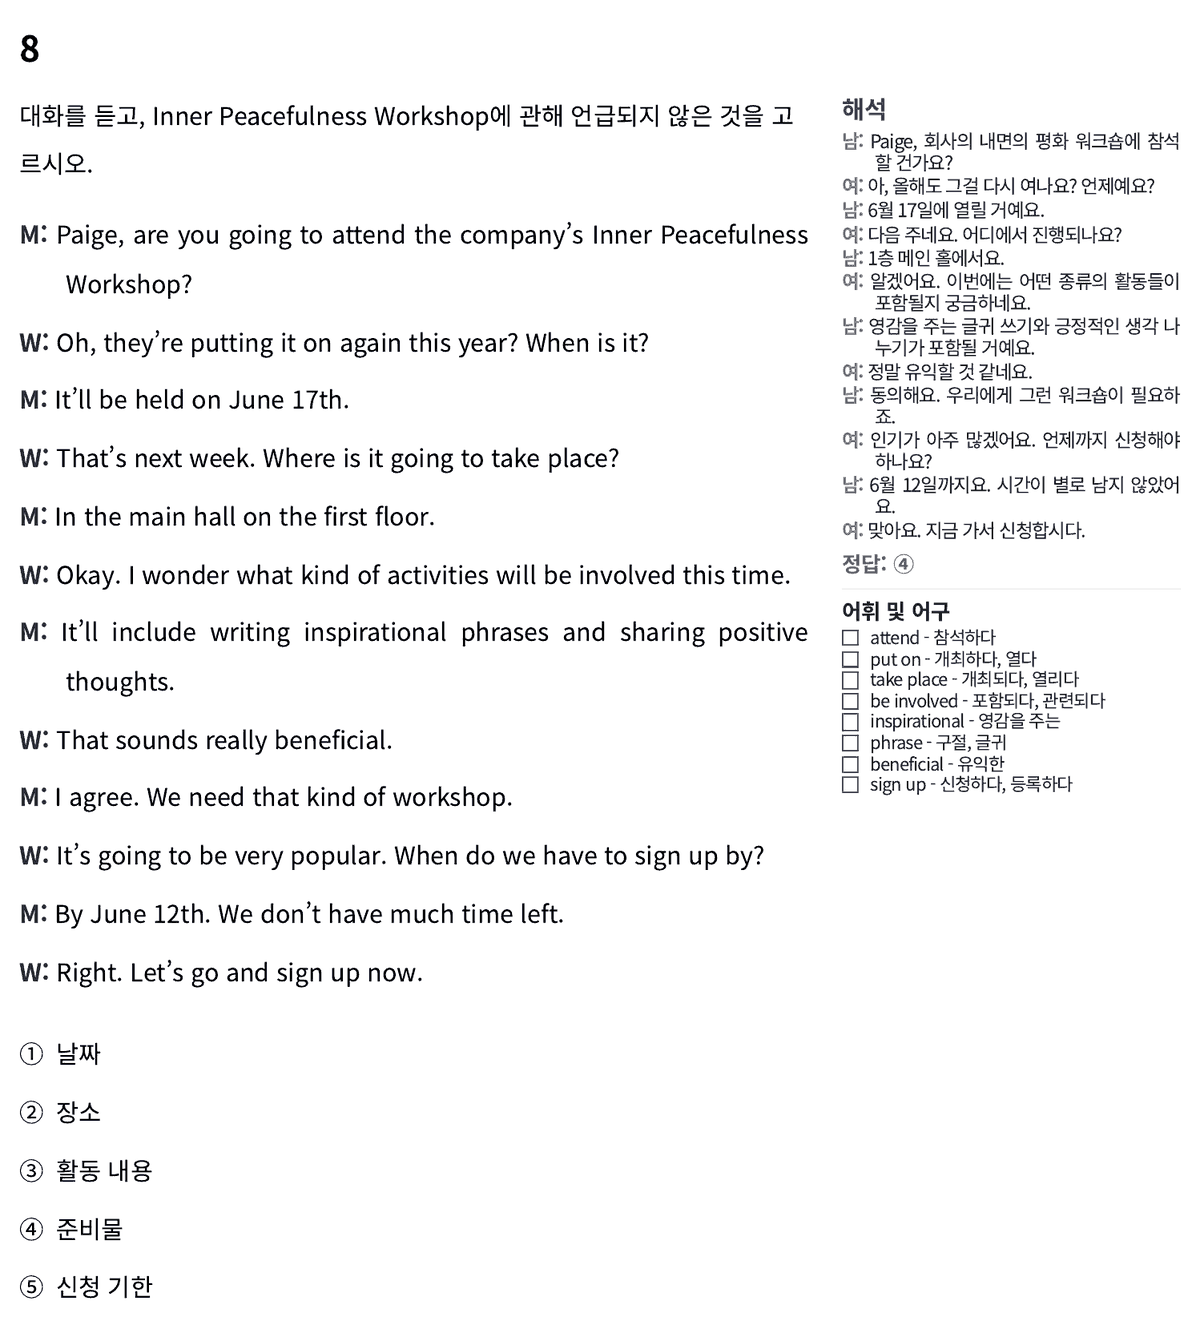 8
대화를 듣고, Inner Peacefulness Workshop에 관해 언급되지 않은 것을 고
르시오.
M: Paige, are you going to attend the company’s Inner Peacefulness
Workshop?
W: Oh, they’re putting it on again this year? When is it?
M: It’ll be held on June 17th.
W: That’s next week. Where is it going to take place?
M: In the main hall on the first floor.
W: Okay. I wonder what kind of activities will be involved this time.
M: It’ll include writing inspirational phrases and sharing positive
thoughts.
W: That sounds really beneficial.
M: I agree. We need that kind of workshop.
W: It’s going to be very popular. When do we have to sign up by?
M: By June 12th. We don’t have much time left.
W: Right. Let’s go and sign up now.
① 날짜
② 장소
③ 활동 내용
④ 준비물
⑤ 신청 기한
해석
남: Paige, 회사의 내면의 평화 워크숍에 참석
할 건가요?
여: 아, 올해도 그걸 다시 여나요? 언제예요?
남: 6월 17일에 열릴 거예요.
여: 다음 주네요. 어디에서 진행되나요?
남: 1층 메인 홀에서요.
여: 알겠어요. 이번에는 어떤 종류의 활동들이
포함될지 궁금하네요.
남: 영감을 주는 글귀 쓰기와 긍정적인 생각 나
누기가 포함될 거예요.
여: 정말 유익할 것 같네요.
남: 동의해요. 우리에게 그런 워크숍이 필요하
죠.
여: 인기가 아주 많겠어요. 언제까지 신청해야
하나요?
남: 6월 12일까지요. 시간이 별로 남지 않았어
요.
여: 맞아요. 지금 가서 신청합시다.
정답: ④
어휘 및 어구
□ attend - 참석하다
□ put on - 개최하다, 열다
□ take place - 개최되다, 열리다
□ be involved - 포함되다, 관련되다
□ inspirational - 영감을 주는
□ phrase - 구절, 글귀
□ beneficial - 유익한
□ sign up - 신청하다, 등록하다